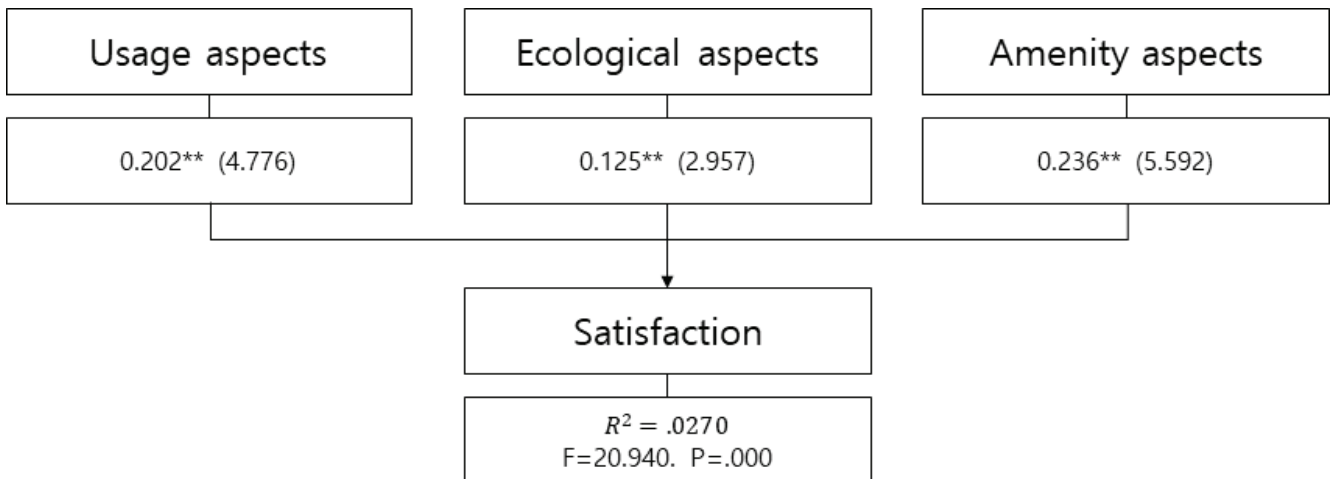 Usage aspects
Ecological aspects
Amenity aspects
0.202** (4.776)
0.125** (2.957)
0.236** (5.592)
Satisfaction
R² = .0270
F=20.940. P=.000